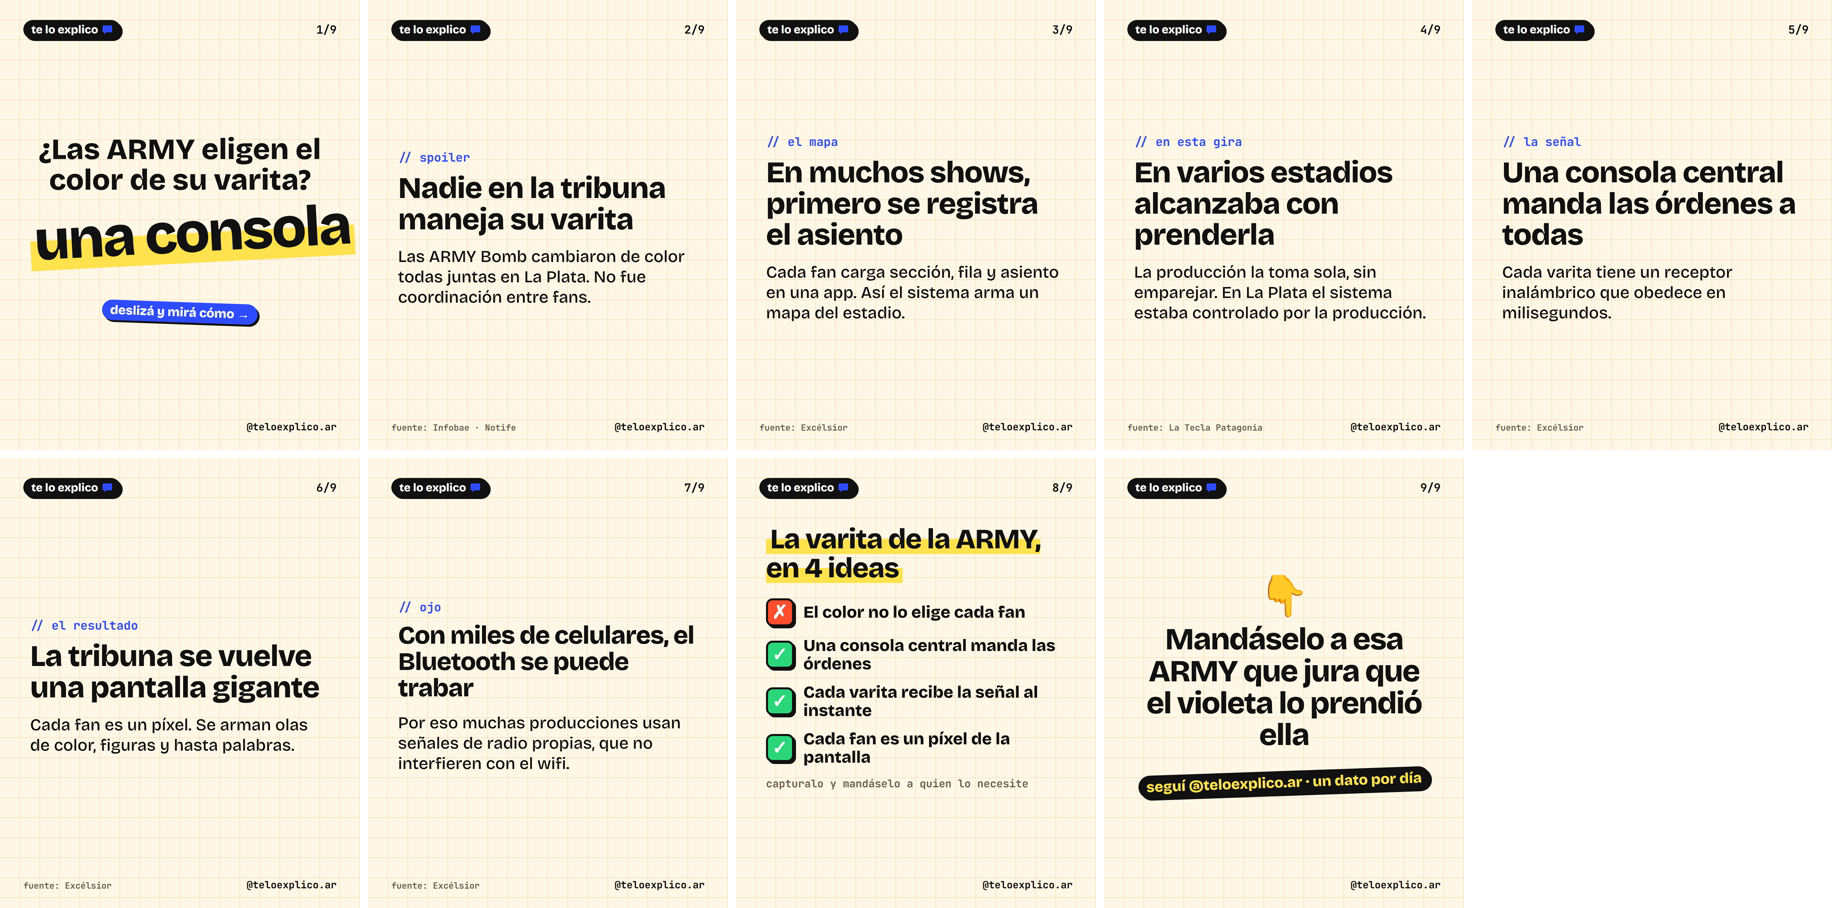 te lo explico
1/9
¿Las ARMY eligen el
color de su varita?
una consola
deslizá y mirá cómo →
@teloexplico.ar
te lo explico
2/9
// spoiler
Nadie en la tribuna
maneja su varita
Las ARMY Bomb cambiaron de color
todas juntas en La Plata. No fue
coordinación entre fans.
fuente: Infobae · Notife
@teloexplico.ar
te lo explico
3/9
// el mapa
En muchos shows,
primero se registra
el asiento
Cada fan carga sección, fila y asiento
en una app. Así el sistema arma un
mapa del estadio.
fuente: Excélsior
@teloexplico.ar
te lo explico
4/9
// en esta gira
En varios estadios
alcanzaba con
prenderla
La producción la toma sola, sin
emparejar. En La Plata el sistema
estaba controlado por la producción.
fuente: La Tecla Patagonia
@teloexplico.ar
te lo explico
5/9
// la señal
Una consola central
manda las órdenes a
todas
Cada varita tiene un receptor
inalámbrico que obedece en
milisegundos.
fuente: Excélsior
@teloexplico.ar
te lo explico
6/9
// el resultado
La tribuna se vuelve
una pantalla gigante
Cada fan es un píxel. Se arman olas
de color, figuras y hasta palabras.
fuente: Excélsior
@teloexplico.ar
te lo explico
7/9
// ojo
Con miles de celulares, el
Bluetooth se puede
trabar
Por eso muchas producciones usan
señales de radio propias, que no
interfieren con el wifi.
fuente: Excélsior
@teloexplico.ar
te lo explico
8/9
La varita de la ARMY,
en 4 ideas
✗ El color no lo elige cada fan
✓ Una consola central manda las
órdenes
✓ Cada varita recibe la señal al
instante
✓ Cada fan es un píxel de la
pantalla
capturalo y mandáselo a quien lo necesite
@teloexplico.ar
te lo explico
9/9
Mandáselo a esa
ARMY que jura que
el violeta lo prendió
ella
seguí @teloexplico.ar · un dato por día
@teloexplico.ar